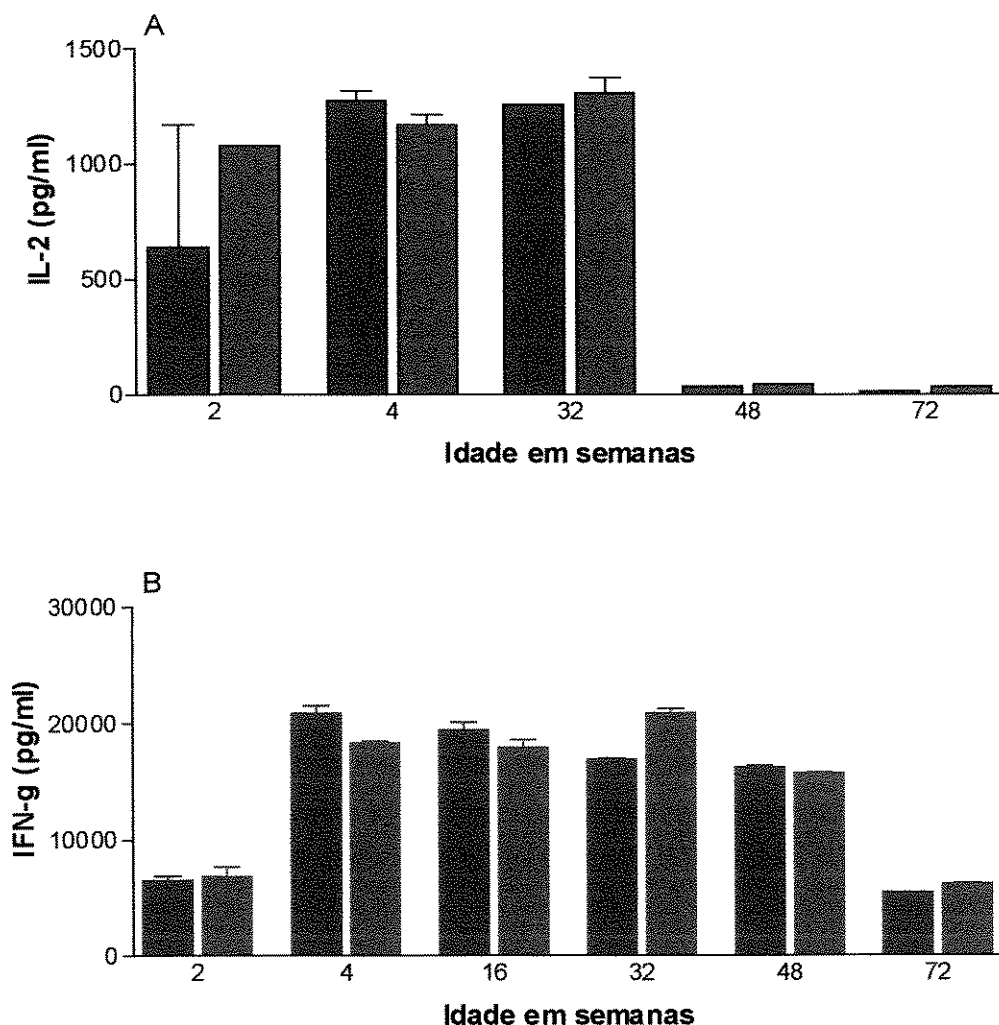 A
1500
1000
500
0
IL-2 (pg/ml)
2 4 32 48 72
Idade em semanas
B
30000
20000
10000
0
IFN-g (pg/ml)
2 4 16 32 48 72
Idade em semanas